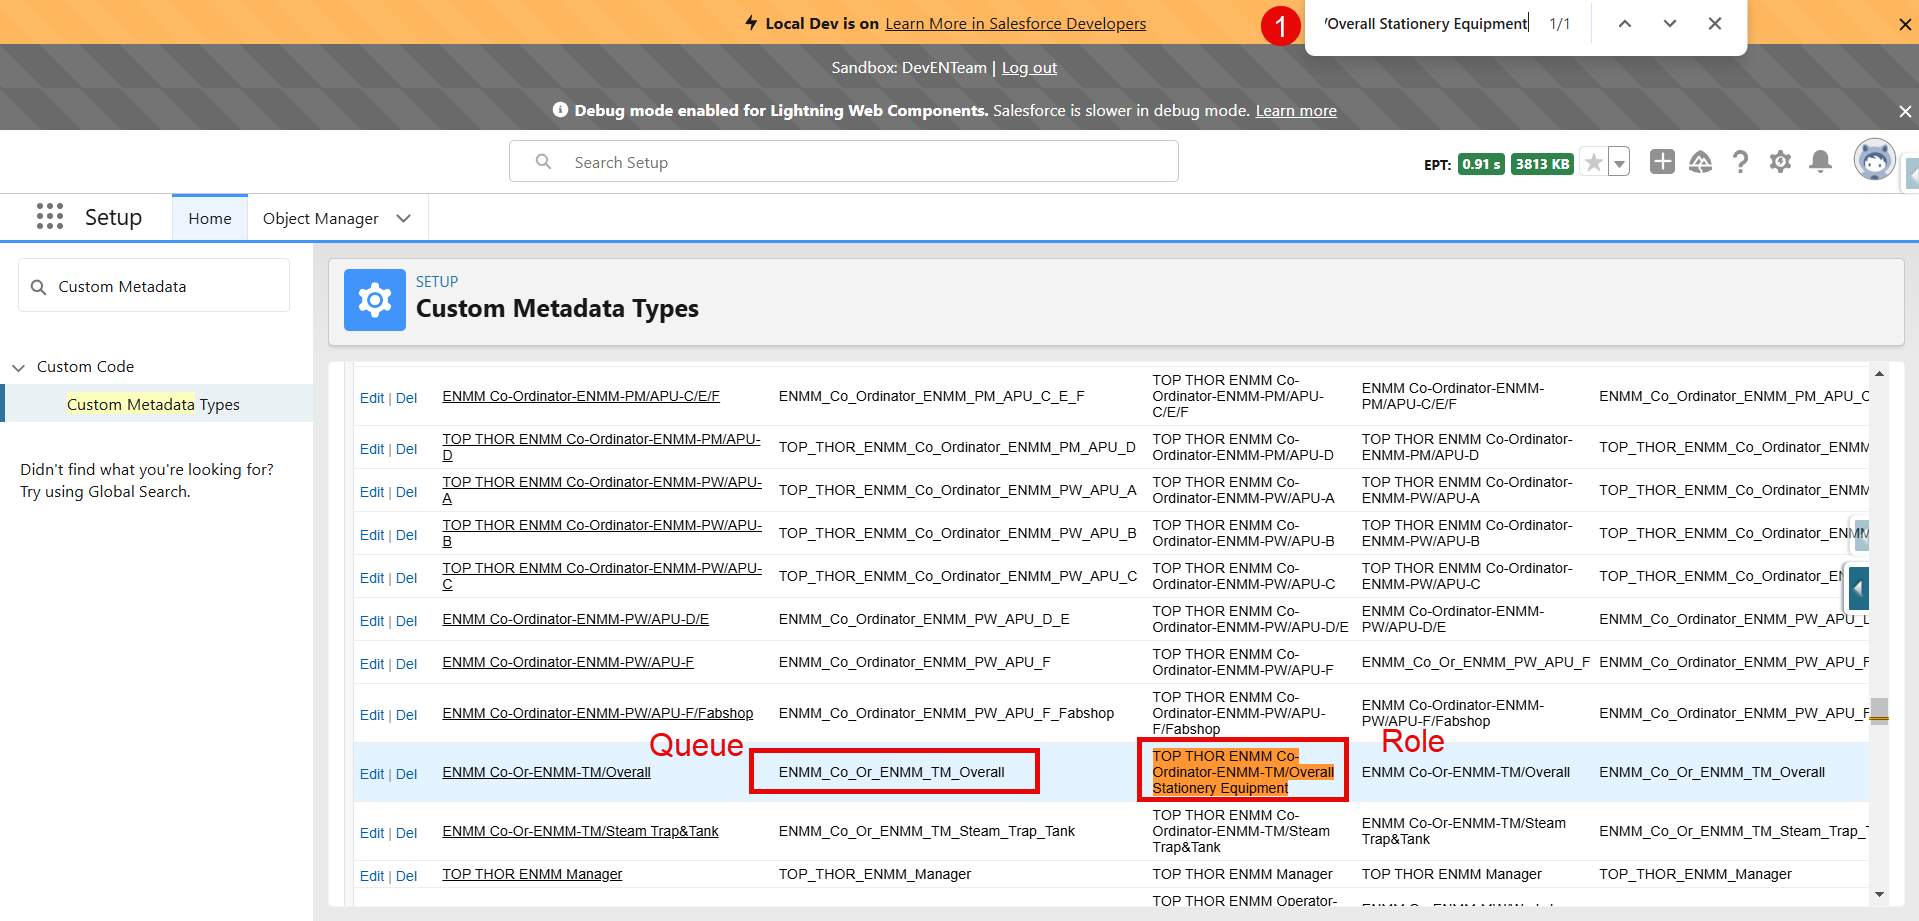 Local Dev is on Learn More in Salesforce Developers
1
/Overall Stationery Equipment 1/1
Sandbox: DevENTeam | Log out
Debug mode enabled for Lightning Web Components. Salesforce is slower in debug mode. Learn more
Search Setup
EPT: 0.91 s 3813 KB
Setup
Home
Object Manager
Custom Metadata
Custom Code
Custom Metadata Types
Didn't find what you're looking for?
Try using Global Search.
SETUP
Custom Metadata Types
Edit | Del
ENMM Co-Ordinator-ENMM-PM/APU-C/E/F
ENMM_Co_Ordinator_ENMM_PM_APU_C_E_F
TOP THOR ENMM Co-
Ordinator-ENMM-PM/APU-
C/E/F
ENMM Co-Ordinator-ENMM-
PM/APU-C/E/F
ENMM_Co_Ordinator_ENMM_PM_APU_C
Edit | Del
TOP THOR ENMM Co-Ordinator-ENMM-PM/APU-
D
TOP_THOR_ENMM_Co_Ordinator_ENMM_PM_APU_D
TOP THOR ENMM Co-
Ordinator-ENMM-PM/APU-D
TOP THOR ENMM Co-Ordinator-
ENMM-PM/APU-D
TOP_THOR_ENMM_Co_Ordinator_ENMM
Edit | Del
TOP THOR ENMM Co-Ordinator-ENMM-PW/APU-
A
TOP_THOR_ENMM_Co_Ordinator_ENMM_PW_APU_A
TOP THOR ENMM Co-
Ordinator-ENMM-PW/APU-A
TOP THOR ENMM Co-Ordinator-
ENMM-PW/APU-A
TOP_THOR_ENMM_Co_Ordinator_ENMM
Edit | Del
TOP THOR ENMM Co-Ordinator-ENMM-PW/APU-
B
TOP_THOR_ENMM_Co_Ordinator_ENMM_PW_APU_B
TOP THOR ENMM Co-
Ordinator-ENMM-PW/APU-B
TOP THOR ENMM Co-Ordinator-
ENMM-PW/APU-B
TOP_THOR_ENMM_Co_Ordinator_ENMM
Edit | Del
TOP THOR ENMM Co-Ordinator-ENMM-PW/APU-
C
TOP_THOR_ENMM_Co_Ordinator_ENMM_PW_APU_C
TOP THOR ENMM Co-
Ordinator-ENMM-PW/APU-C
TOP THOR ENMM Co-Ordinator-
ENMM-PW/APU-C
TOP_THOR_ENMM_Co_Ordinator_EN
Edit | Del
ENMM Co-Ordinator-ENMM-PW/APU-D/E
ENMM_Co_Ordinator_ENMM_PW_APU_D_E
TOP THOR ENMM Co-
Ordinator-ENMM-PW/APU-D/E
ENMM Co-Ordinator-ENMM-
PW/APU-D/E
ENMM_Co_Ordinator_ENMM_PW_APU_D
Edit | Del
ENMM Co-Ordinator-ENMM-PW/APU-F
ENMM_Co_Ordinator_ENMM_PW_APU_F
TOP THOR ENMM Co-
Ordinator-ENMM-PW/APU-F
ENMM_Co_Or_ENMM_PW_APU_F
ENMM_Co_Ordinator_ENMM_PW_APU_F
Edit | Del
ENMM Co-Ordinator-ENMM-PW/APU-F/Fabshop
ENMM_Co_Ordinator_ENMM_PW_APU_F_Fabshop
TOP THOR ENMM Co-
Ordinator-ENMM-PW/APU-
F/Fabshop
ENMM Co-Ordinator-ENMM-
PW/APU-F/Fabshop
ENMM_Co_Ordinator_ENMM_PW_APU_F
Queue
Role
Edit | Del
ENMM Co-Or-ENMM-TM/Overall
ENMM_Co_Or_ENMM_TM_Overall
TOP THOR ENMM Co-
Ordinator-ENMM-TM/Overall
Stationery Equipment
ENMM Co-Or-ENMM-TM/Overall
ENMM_Co_Or_ENMM_TM_Overall
Edit | Del
ENMM Co-Or-ENMM-TM/Steam Trap&Tank
ENMM_Co_Or_ENMM_TM_Steam_Trap_Tank
TOP THOR ENMM Co-
Ordinator-ENMM-TM/Steam
Trap&Tank
ENMM Co-Or-ENMM-TM/Steam
Trap&Tank
ENMM_Co_Or_ENMM_TM_Steam_Trap_T
Edit | Del
TOP THOR ENMM Manager
TOP_THOR_ENMM_Manager
TOP THOR ENMM Manager
TOP THOR ENMM Manager
TOP_THOR_ENMM_Manager
TOP THOR ENMM Operator-